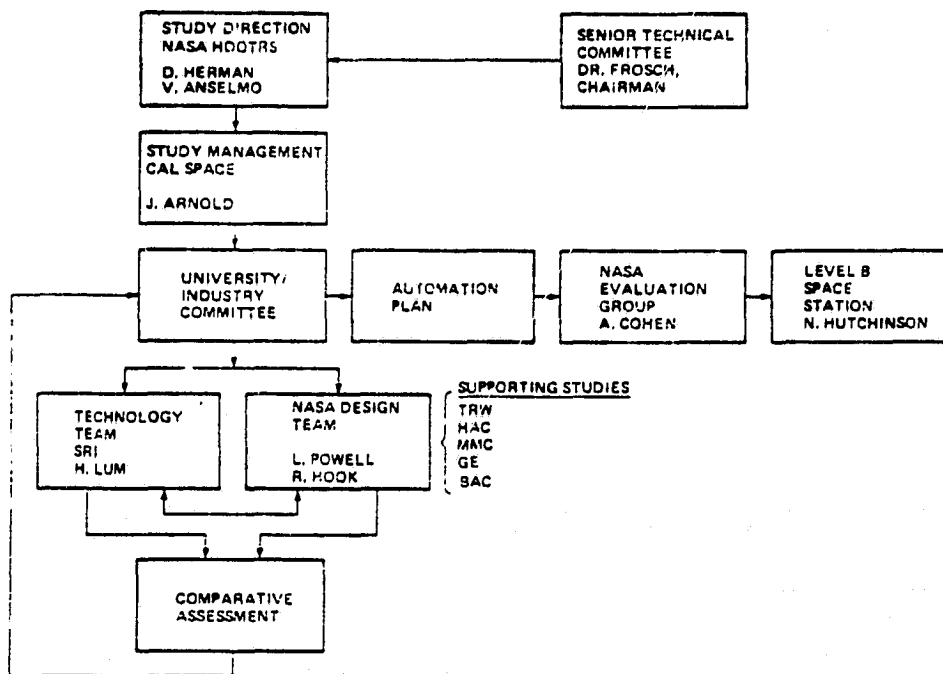 STUDY DIRECTION
NASA HDQTRS
D. HERMAN
V. ANSELMO
SENIOR TECHNICAL
COMMITTEE
DR. FROSCH,
CHAIRMAN
STUDY MANAGEMENT
CAL SPACE
J. ARNOLD
UNIVERSITY/
INDUSTRY
COMMITTEE
AUTOMATION
PLAN
NASA
EVALUATION
GROUP
A. COHEN
LEVEL B
SPACE
STATION
N. HUTCHINSON
TECHNOLOGY
TEAM
SRI
H. LUM
NASA DESIGN
TEAM
L. POWELL
R. HOOK
SUPPORTING STUDIES
TRW
HAC
MMC
GE
BAC
COMPARATIVE
ASSESSMENT